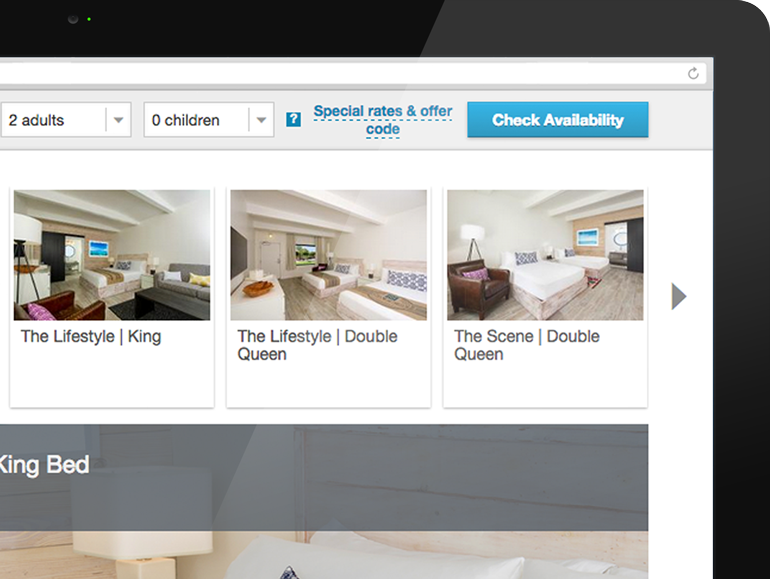 2 adults
0 children
?
Special rates & offer
code
Check Availability
The Lifestyle | King
The Lifestyle | Double
Queen
The Scene | Double
Queen
King Bed